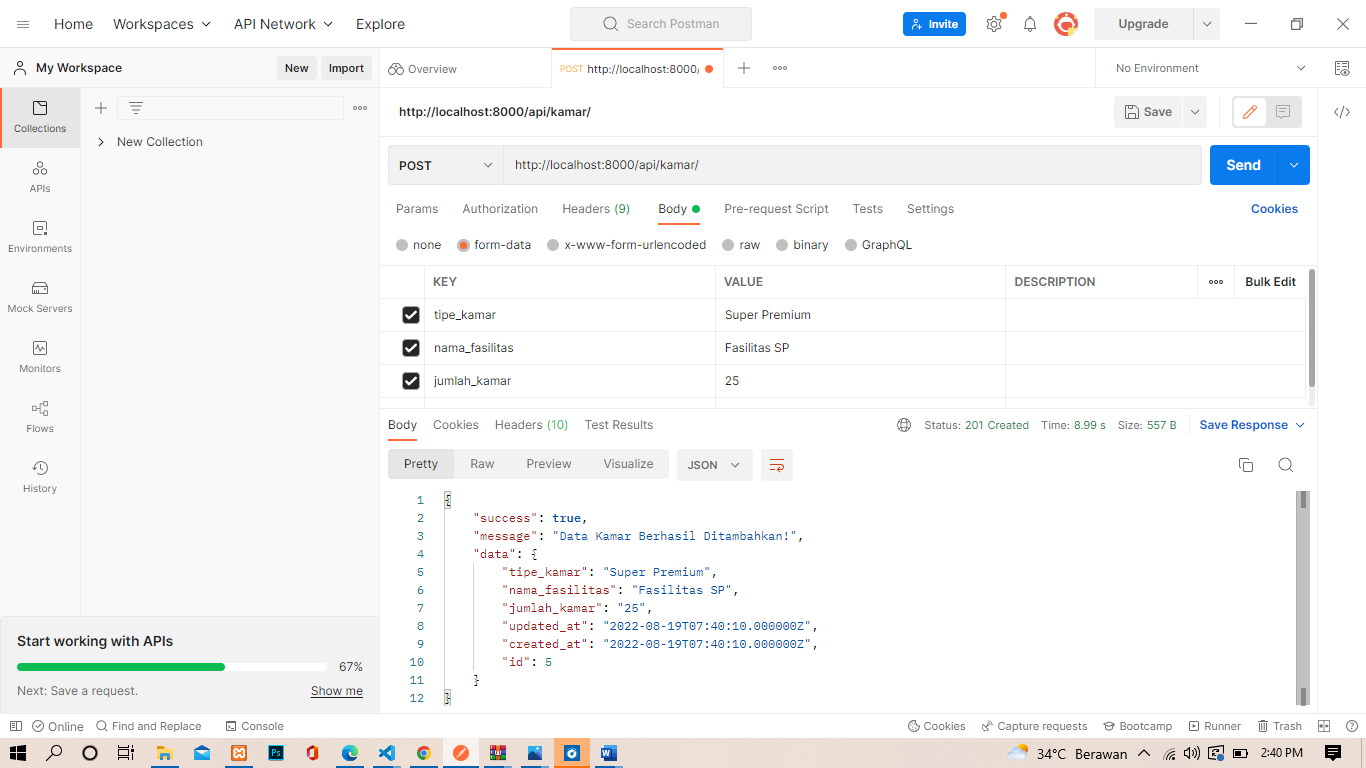 Home Workspaces API Network Explore Search Postman Invite Upgrade
My Workspace New Import Overview POST http://localhost:8000/ No Environment
Collections
New Collection
APIs
Environments
Mock Servers
Monitors
Flows
History
http://localhost:8000/api/kamar/ Save
POST http://localhost:8000/api/kamar/ Send
Params Authorization Headers (9) Body Pre-request Script Tests Settings Cookies
none form-data x-www-form-urlencoded raw binary GraphQL
KEY VALUE DESCRIPTION Bulk Edit
tipe_kamar Super Premium
nama_fasilitas Fasilitas SP
jumlah_kamar 25
Body Cookies Headers (10) Test Results Status: 201 Created Time: 8.99 s Size: 557 B Save Response
Pretty Raw Preview Visualize JSON
1 {
2 "success": true,
3 "message": "Data Kamar Berhasil Ditambahkan!",
4 "data": {
5 "tipe_kamar": "Super Premium",
6 "nama_fasilitas": "Fasilitas SP",
7 "jumlah_kamar": "25",
8 "updated_at": "2022-08-19T07:40:10.000000Z",
9 "created_at": "2022-08-19T07:40:10.000000Z",
10 "id": 5
11 }
12 }
Start working with APIs
67%
Next: Save a request. Show me
Online Find and Replace Console Cookies Capture requests Bootcamp Runner Trash
34°C Berawan 2:40 PM